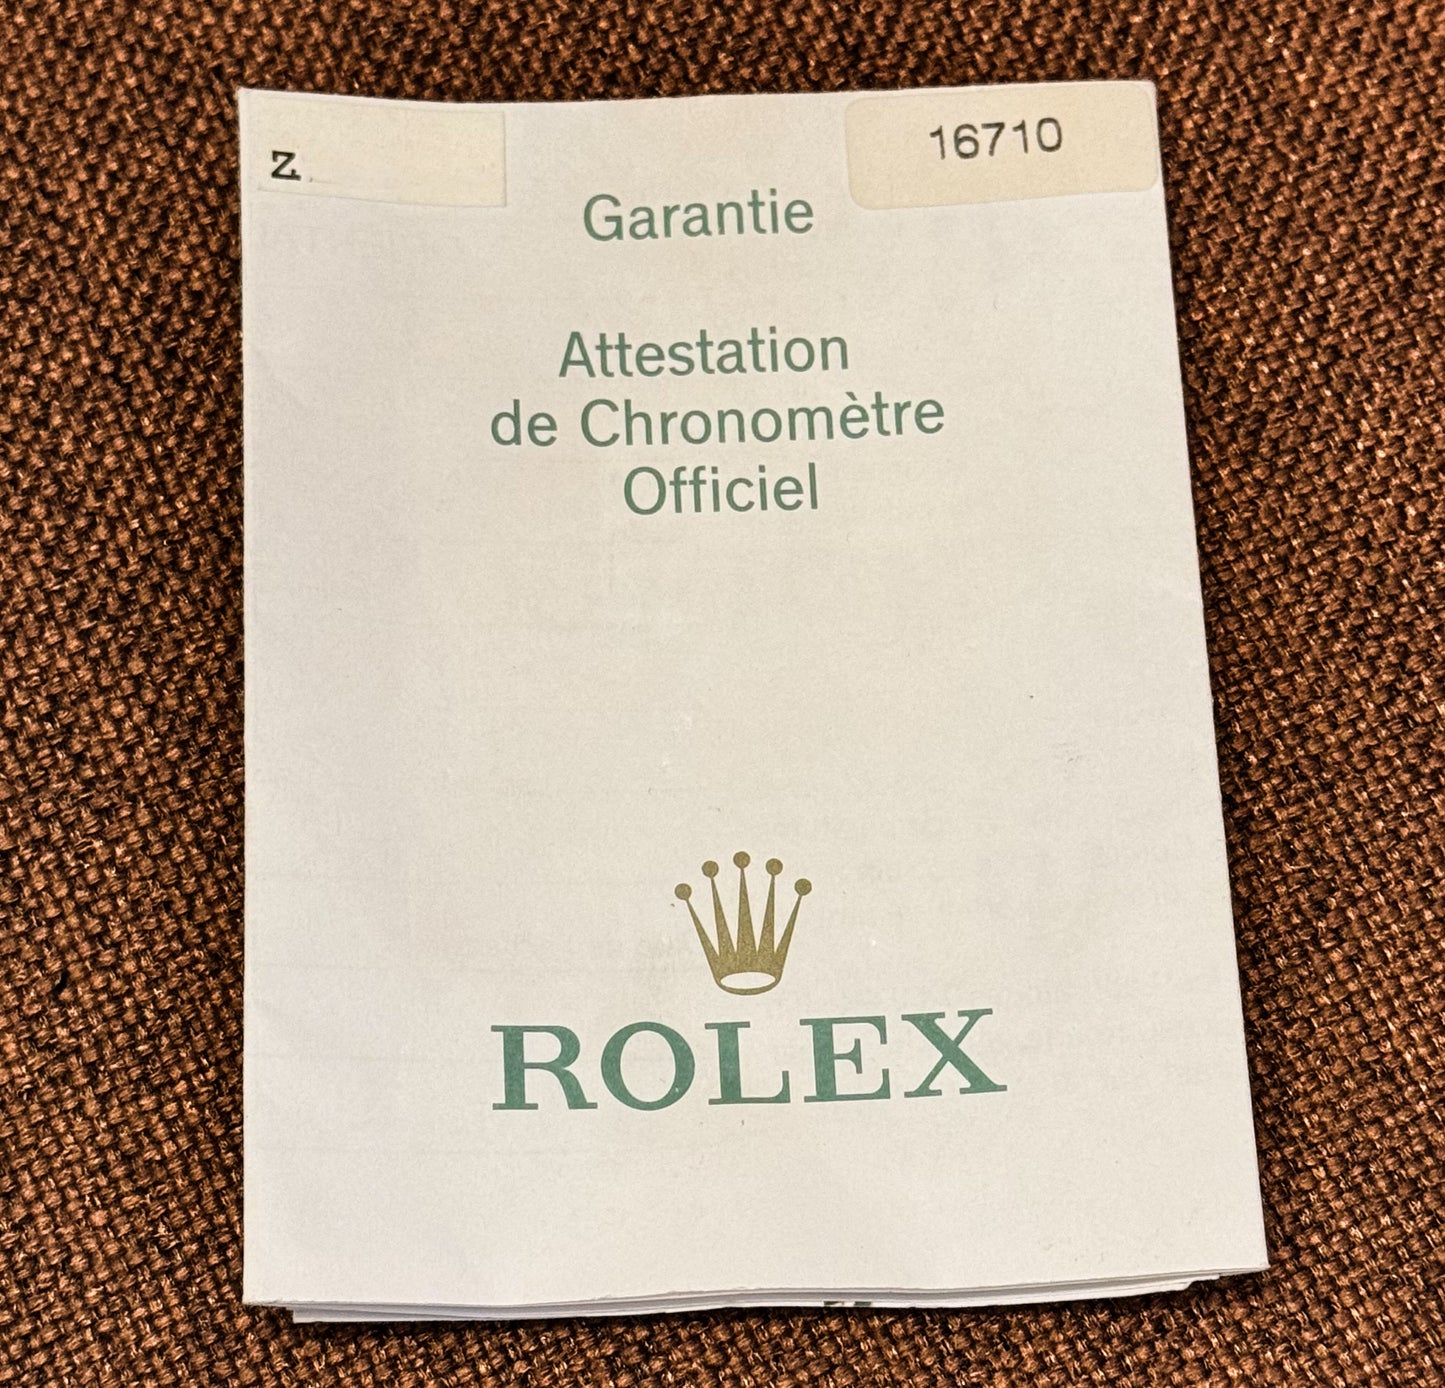 Z
16710
Garantie
Attestation
de Chronomètre
Officiel
ROLEX